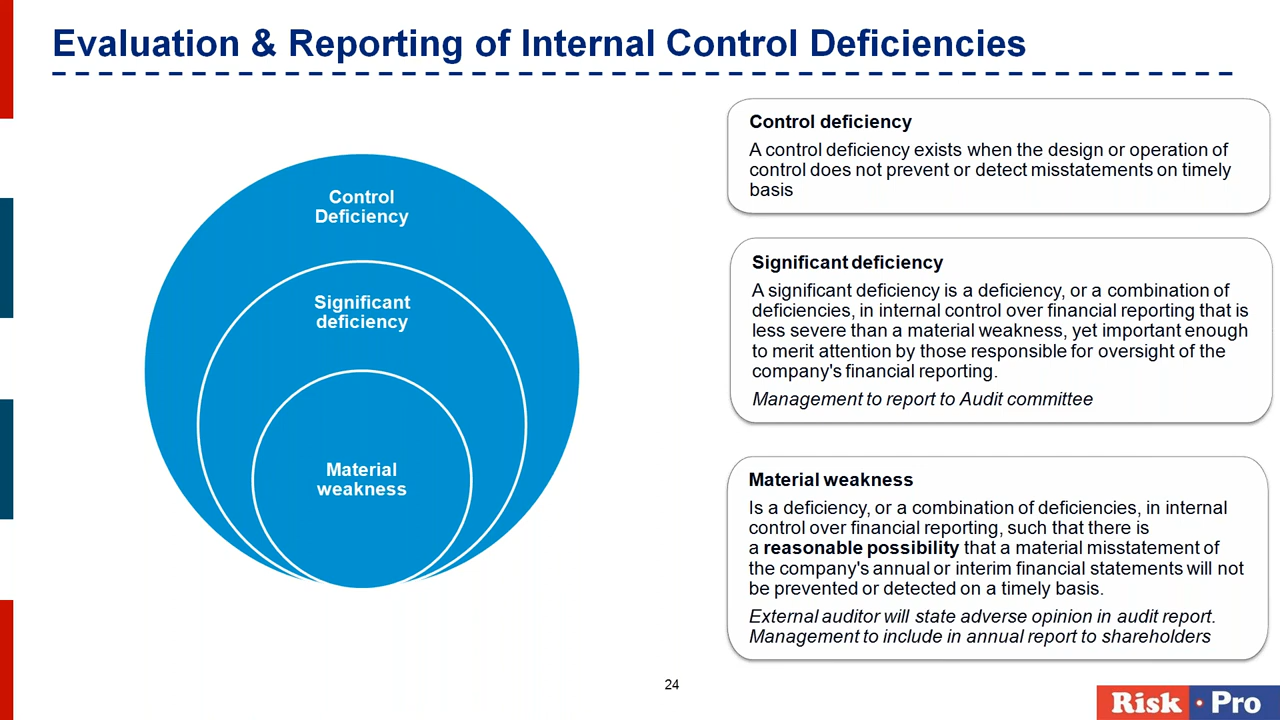 Evaluation & Reporting of Internal Control Deficiencies
Control
Deficiency
Significant
deficiency
Material
weakness
Control deficiency
A control deficiency exists when the design or operation of
control does not prevent or detect misstatements on timely
basis
Significant deficiency
A significant deficiency is a deficiency, or a combination of
deficiencies, in internal control over financial reporting that is
less severe than a material weakness, yet important enough
to merit attention by those responsible for oversight of the
company's financial reporting.
Management to report to Audit committee
Material weakness
Is a deficiency, or a combination of deficiencies, in internal
control over financial reporting, such that there is
a reasonable possibility that a material misstatement of
the company's annual or interim financial statements will not
be prevented or detected on a timely basis.
External auditor will state adverse opinion in audit report.
Management to include in annual report to shareholders
24
Risk · Pro